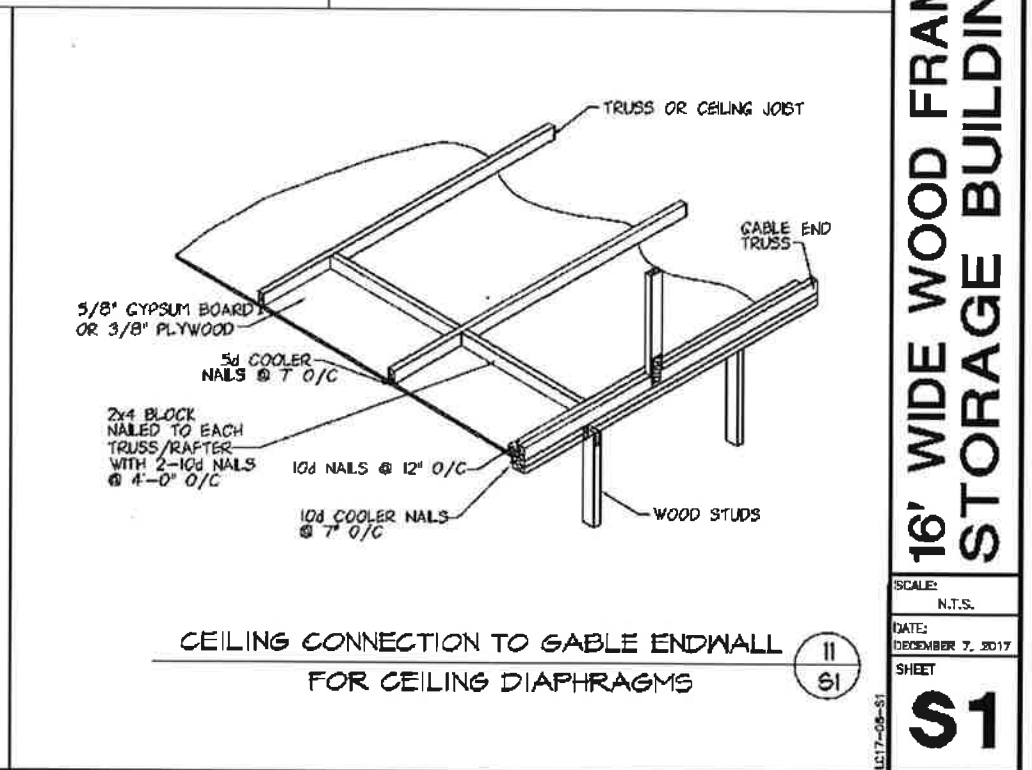 TRUSS OR CEILING JOIST
GABLE END
TRUSS
5/8" GYPSUM BOARD
OR 3/8" PLYWOOD
5d COOLER
NAILS @ 7" O/C
2x4 BLOCK
NAILED TO EACH
TRUSS/RAFTER
WITH 2-10d NAILS
@ 4'-0" O/C
10d NAILS @ 12" O/C
10d COOLER NAILS
@ 7" O/C
WOOD STUDS
CEILING CONNECTION TO GABLE ENDWALL
FOR CEILING DIAPHRAGMS
11
S1
16' WIDE WOOD FRAM
STORAGE BUILDIN
SCALE:
N.T.S.
DATE:
DECEMBER 7, 2017
SHEET
S1
LC17-06-S1